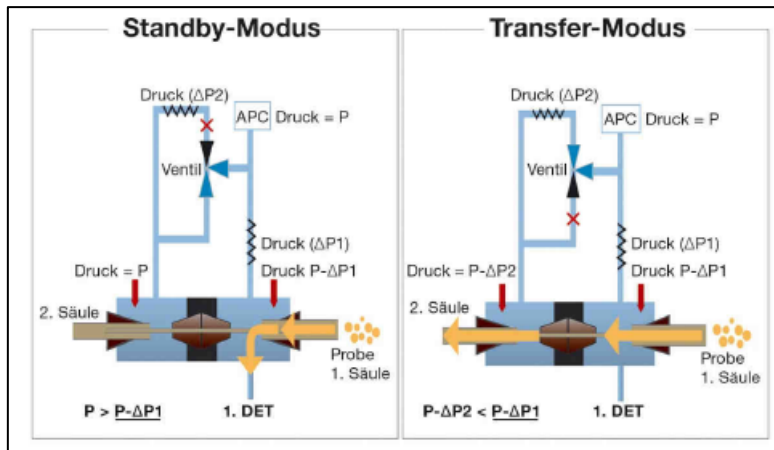 Standby-Modus
Druck (ΔP2)
APC
Druck = P
Ventil
Druck (ΔP1)
Druck = P
Druck P-ΔP1
2. Säule
Probe
1. Säule
P > P-ΔP1
1. DET
Transfer-Modus
Druck (ΔP2)
APC
Druck = P
Ventil
Druck (ΔP1)
Druck = P-ΔP2
Druck P-ΔP1
2. Säule
Probe
1. Säule
P-ΔP2 < P-ΔP1
1. DET